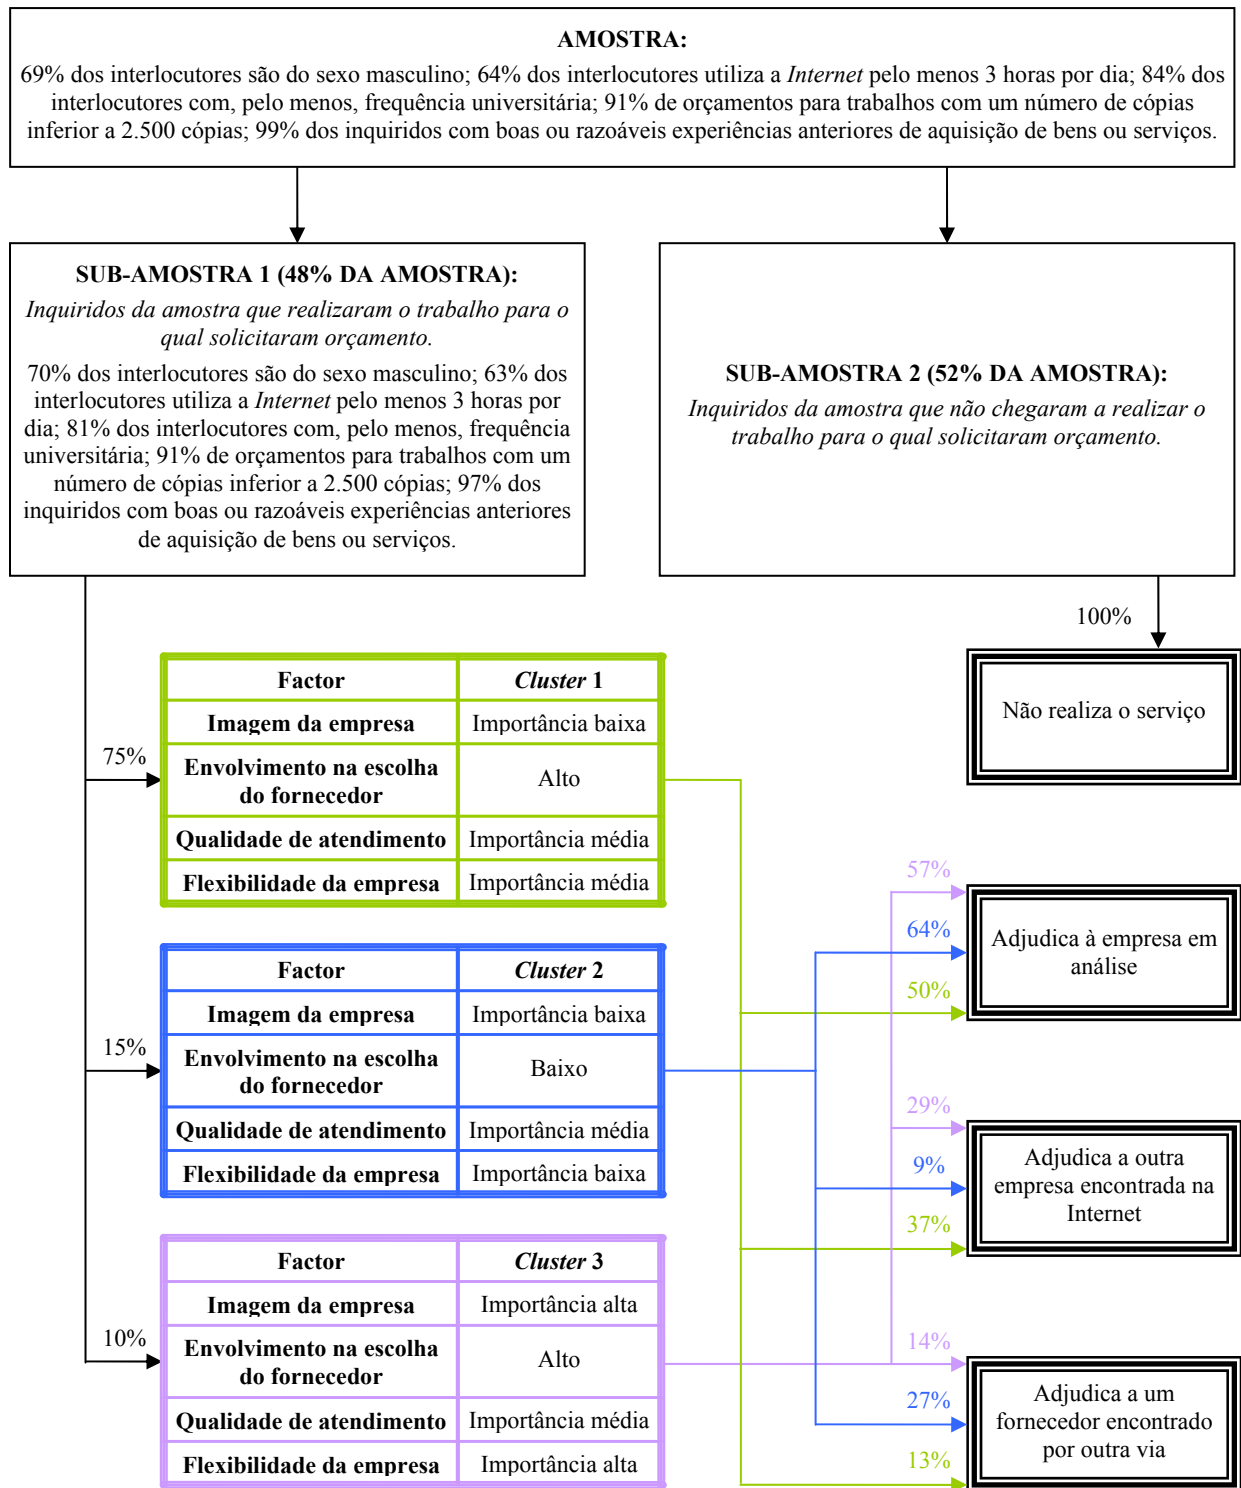 AMOSTRA:
69% dos interlocutores são do sexo masculino; 64% dos interlocutores utiliza a Internet pelo menos 3 horas por dia; 84% dos
interlocutores com, pelo menos, frequência universitária; 91% de orçamentos para trabalhos com um número de cópias
inferior a 2.500 cópias; 99% dos inquiridos com boas ou razoáveis experiências anteriores de aquisição de bens ou serviços.
SUB-AMOSTRA 1 (48% DA AMOSTRA):
Inquiridos da amostra que realizaram o trabalho para o
qual solicitaram orçamento.
70% dos interlocutores são do sexo masculino; 63% dos
interlocutores utiliza a Internet pelo menos 3 horas por
dia; 81% dos interlocutores com, pelo menos, frequência
universitária; 91% de orçamentos para trabalhos com um
número de cópias inferior a 2.500 cópias; 97% dos
inquiridos com boas ou razoáveis experiências anteriores
de aquisição de bens ou serviços.
SUB-AMOSTRA 2 (52% DA AMOSTRA):
Inquiridos da amostra que não chegaram a realizar o
trabalho para o qual solicitaram orçamento.
100%
Não realiza o serviço
75%
Factor Cluster 1
Imagem da empresa Importância baixa
Envolvimento na escolha
do fornecedor Alto
Qualidade de atendimento Importância média
Flexibilidade da empresa Importância média
15%
Factor Cluster 2
Imagem da empresa Importância baixa
Envolvimento na escolha
do fornecedor Baixo
Qualidade de atendimento Importância média
Flexibilidade da empresa Importância baixa
10%
Factor Cluster 3
Imagem da empresa Importância alta
Envolvimento na escolha
do fornecedor Alto
Qualidade de atendimento Importância média
Flexibilidade da empresa Importância alta
57%
64%
50%
Adjudica à empresa em
análise
29%
9%
37%
Adjudica a outra
empresa encontrada na
Internet
14%
27%
13%
Adjudica a um
fornecedor encontrado
por outra via